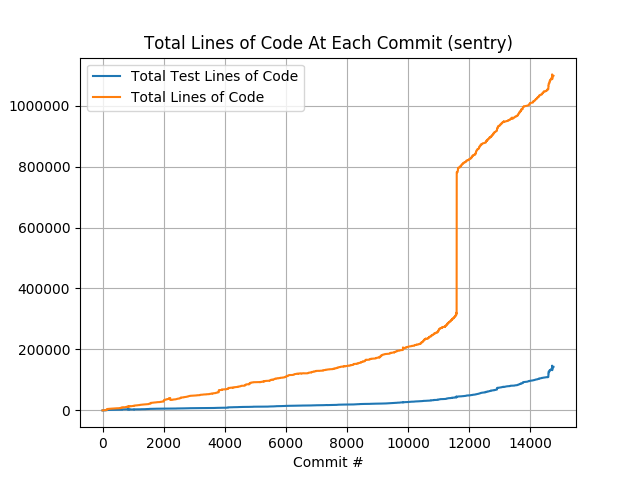 Total Lines of Code At Each Commit (sentry)
Total Test Lines of Code
Total Lines of Code
1000000
800000
600000
400000
200000
0
0 2000 4000 6000 8000 10000 12000 14000
Commit #